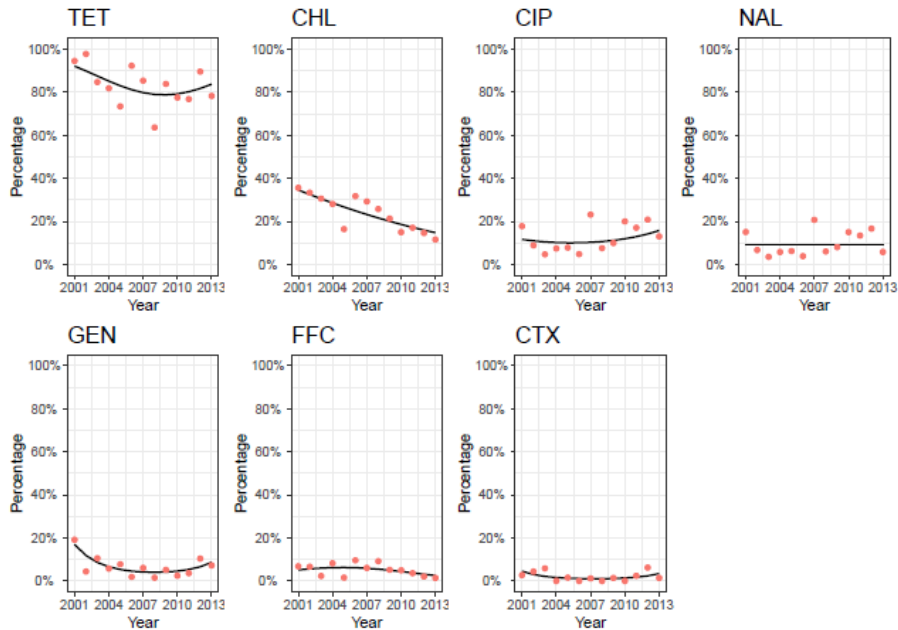 TET CHL CIP NAL
100% 100% 100% 100%
80% 80% 80% 80%
60% 60% 60% 60%
40% 40% 40% 40%
20% 20% 20% 20%
0% 0% 0% 0%
Percentage Percentage Percentage Percentage
2001 2004 2007 2010 2013 2001 2004 2007 2010 2013 2001 2004 2007 2010 2013 2001 2004 2007 2010 2013
Year Year Year Year
GEN FFC CTX
100% 100% 100%
80% 80% 80%
60% 60% 60%
40% 40% 40%
20% 20% 20%
0% 0% 0%
Percentage Percentage Percentage
2001 2004 2007 2010 2013 2001 2004 2007 2010 2013 2001 2004 2007 2010 2013
Year Year Year